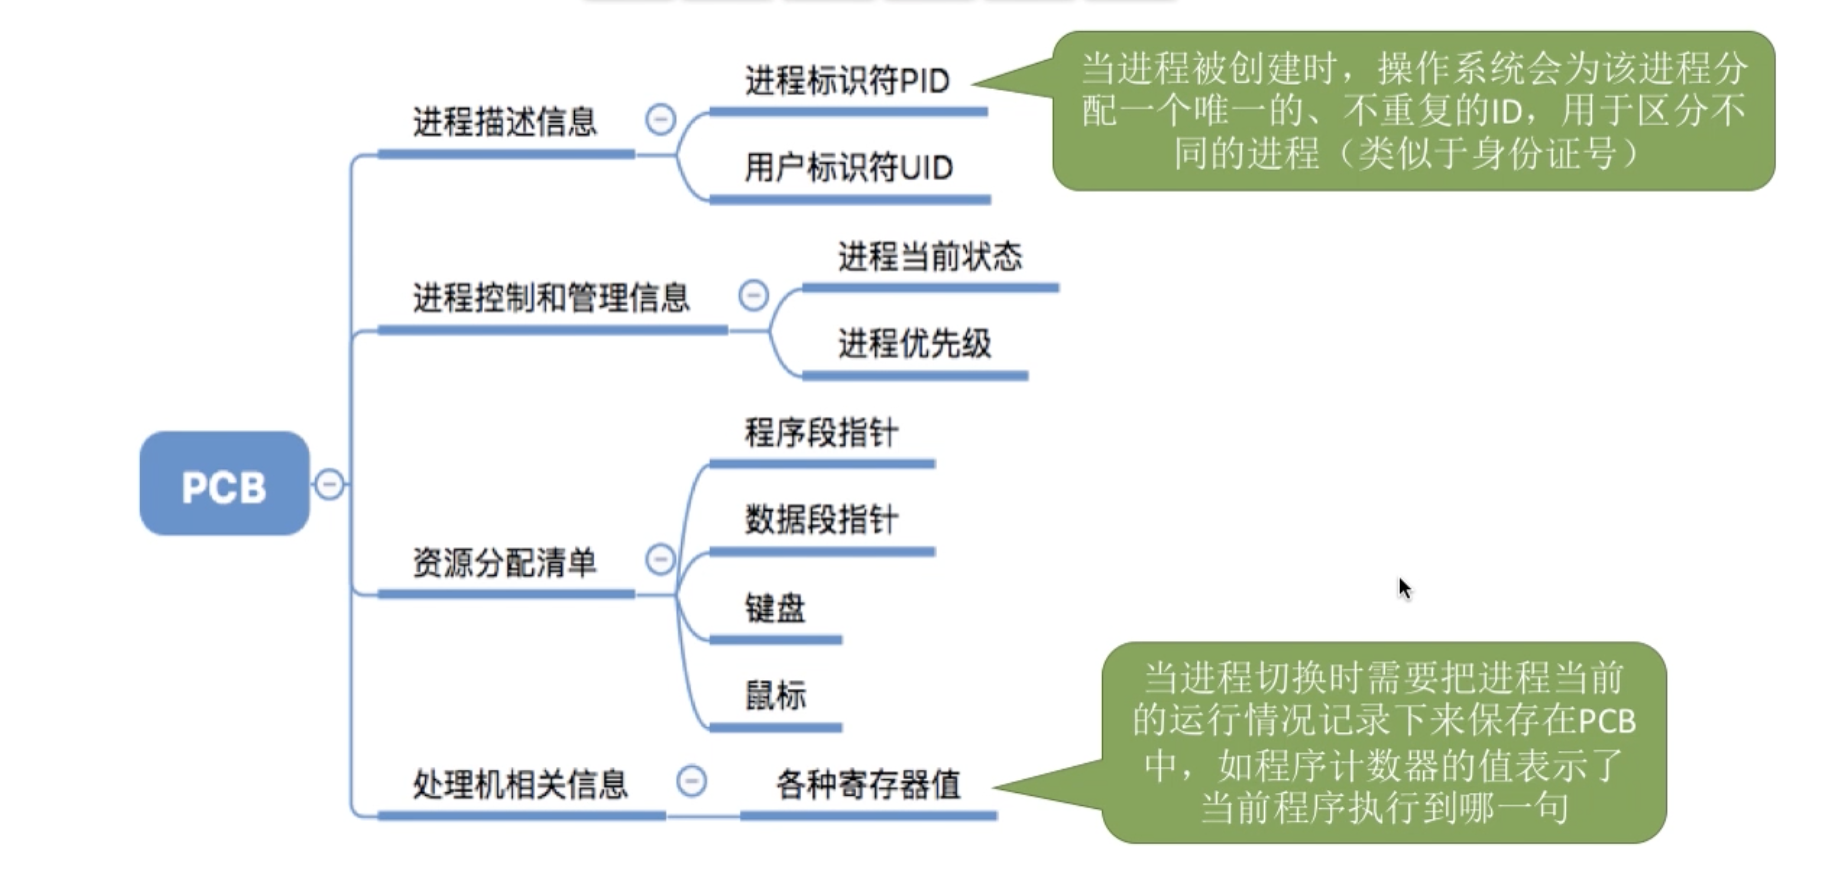 进程标识符PID
当进程被创建时，操作系统会为该进程分
配一个唯一的、不重复的ID，用于区分不
同的进程（类似于身份证号）
进程描述信息
用户标识符UID
进程当前状态
进程控制和管理信息
进程优先级
程序段指针
PCB
数据段指针
资源分配清单
键盘
鼠标
当进程切换时需要把进程当前
的运行情况记录下来保存在PCB
中，如程序计数器的值表示了
当前程序执行到哪一句
处理机相关信息
各种寄存器值